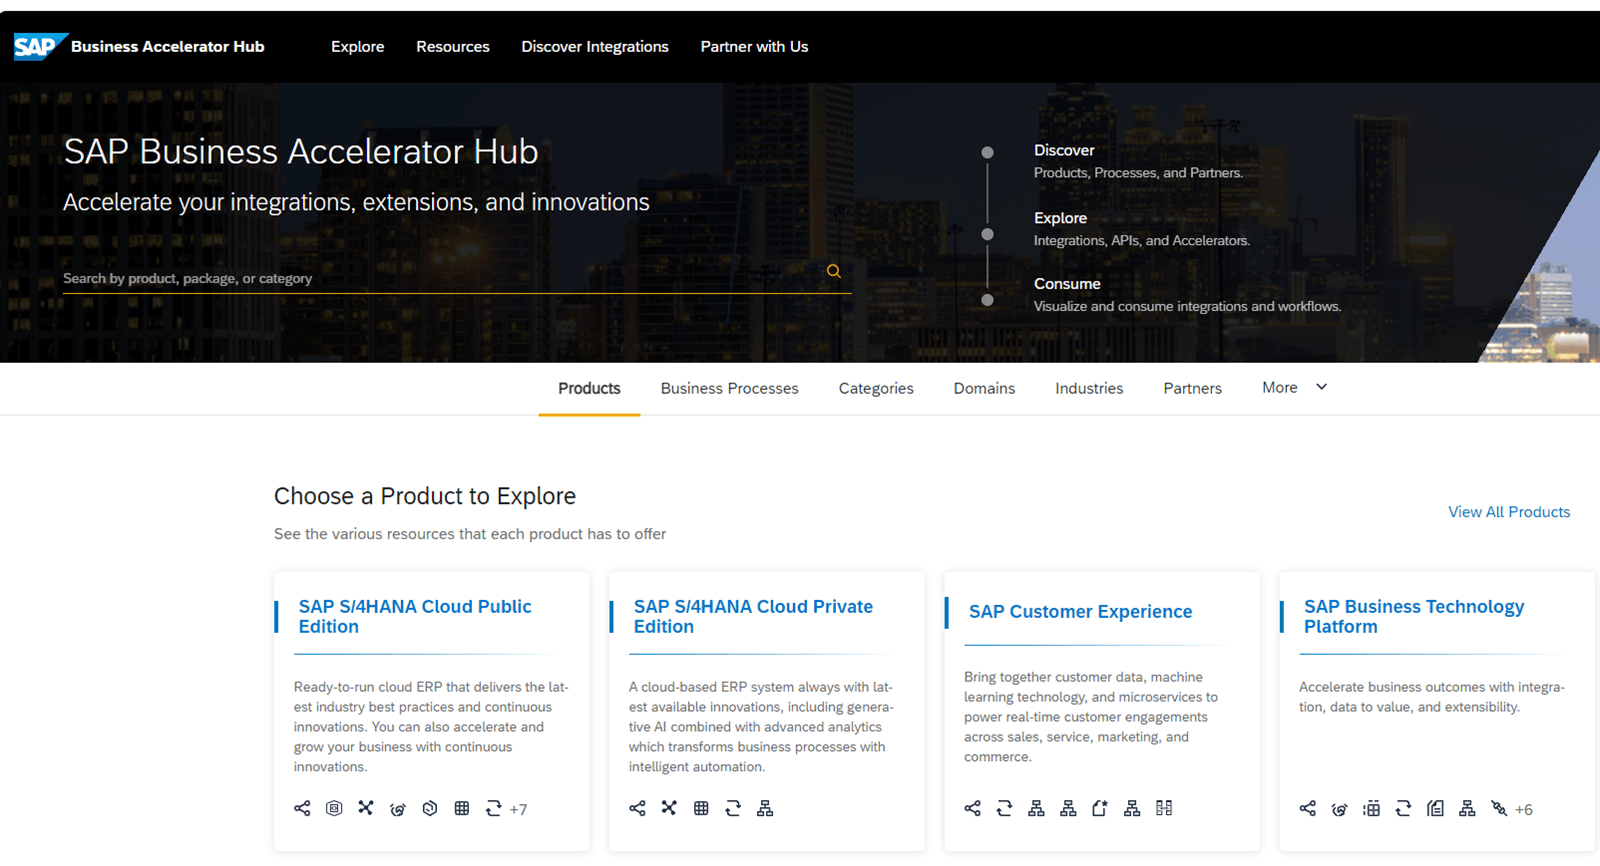 SAP Business Accelerator Hub
Explore
Resources
Discover Integrations
Partner with Us
SAP Business Accelerator Hub
Accelerate your integrations, extensions, and innovations
Search by product, package, or category
Discover
Products, Processes, and Partners.
Explore
Integrations, APIs, and Accelerators.
Consume
Visualize and consume integrations and workflows.
Products
Business Processes
Categories
Domains
Industries
Partners
More
Choose a Product to Explore
See the various resources that each product has to offer
View All Products
SAP S/4HANA Cloud Public
Edition
Ready-to-run cloud ERP that delivers the lat-
est industry best practices and continuous
innovations. You can also accelerate and
grow your business with continuous
innovations.
+7
SAP S/4HANA Cloud Private
Edition
A cloud-based ERP system always with lat-
est available innovations, including genera-
tive AI combined with advanced analytics
which transforms business processes with
intelligent automation.
SAP Customer Experience
Bring together customer data, machine
learning technology, and microservices to
power real-time customer engagements
across sales, service, marketing, and
commerce.
SAP Business Technology
Platform
Accelerate business outcomes with integra-
tion, data to value, and extensibility.
+6